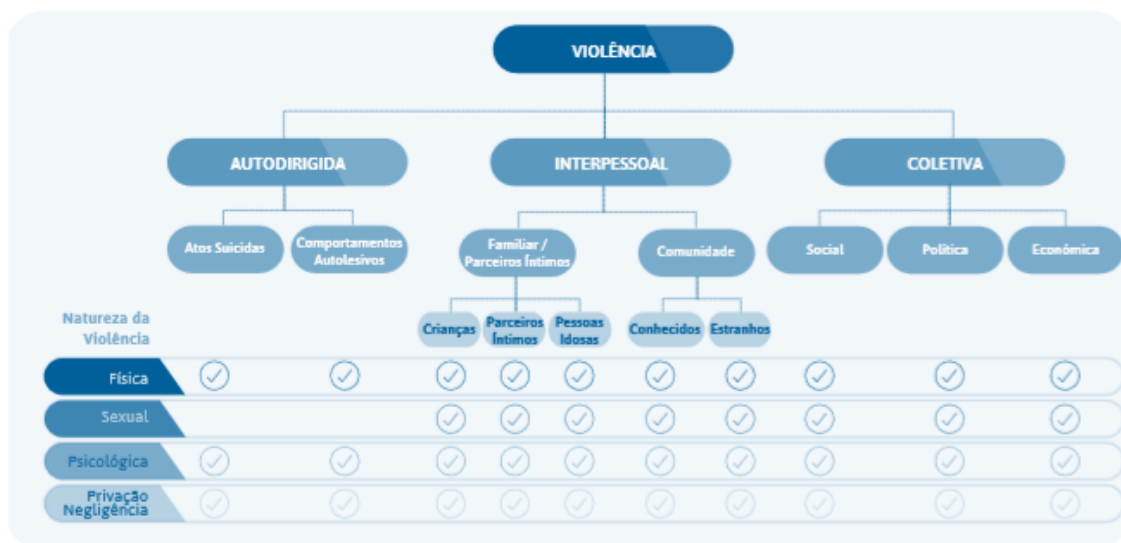 VIOLÊNCIA
AUTODIRIGIDA
INTERPESSOAL
COLETIVA
Atos Suicidas
Comportamentos
Autolesivos
Familiar /
Parceiros Íntimos
Comunidade
Social
Política
Económica
Crianças
Parceiros
Íntimos
Pessoas
Idosas
Conhecidos
Estranhos
Natureza da
Violência
Física
Sexual
Psicológica
Privação
Negligência